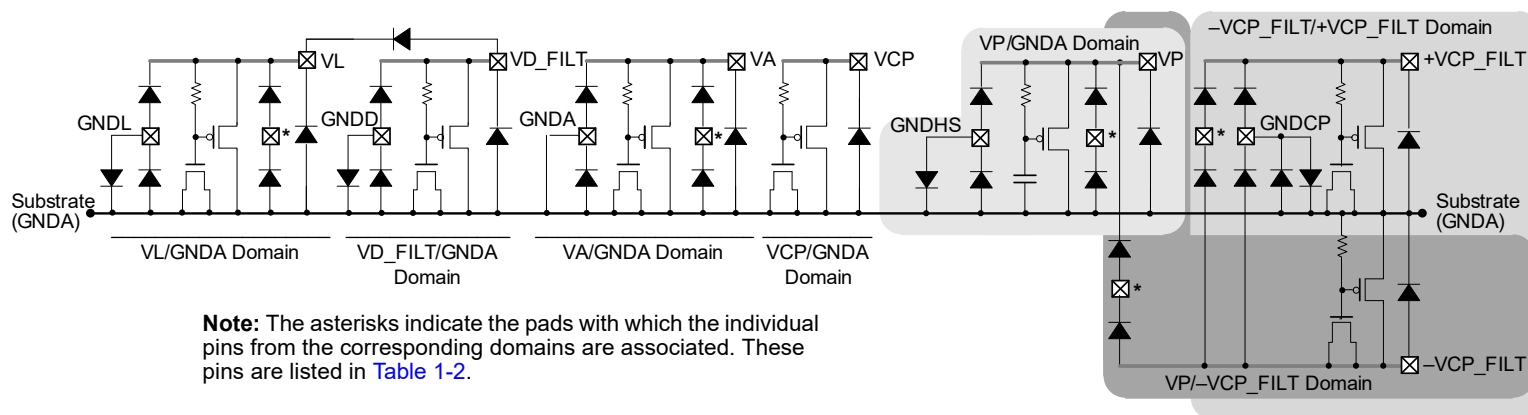 –VCP_FILT/+VCP_FILT Domain
VP/GNDA Domain
VL
VD_FILT
VA
VCP
VP
+VCP_FILT
GNDL
GNDD
GNDA
GNDHS
GNDCP
*
*
*
*
Substrate
(GNDA)
Substrate
(GNDA)
VL/GNDA Domain
VD_FILT/GNDA
Domain
VA/GNDA Domain
VCP/GNDA
Domain
*
Note: The asterisks indicate the pads with which the individual
pins from the corresponding domains are associated. These
pins are listed in Table 1-2.
–VCP_FILT
VP/–VCP_FILT Domain